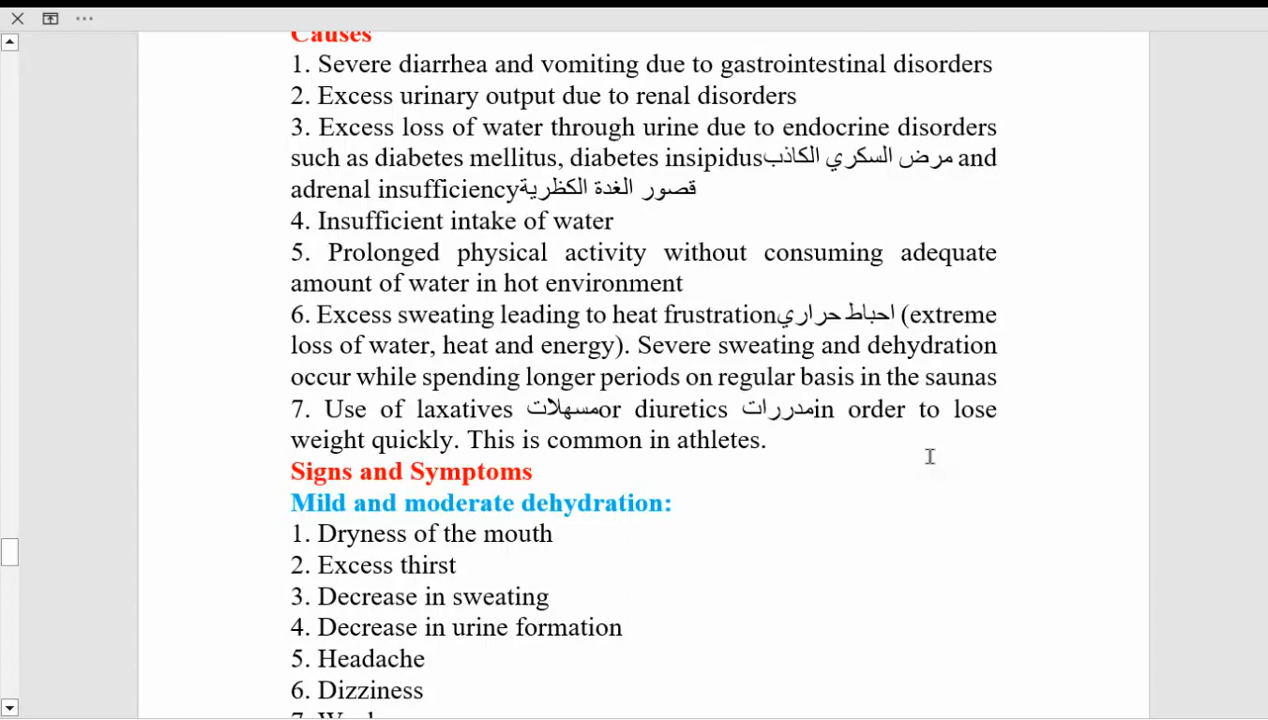 Causes
1. Severe diarrhea and vomiting due to gastrointestinal disorders
2. Excess urinary output due to renal disorders
3. Excess loss of water through urine due to endocrine disorders
such as diabetes mellitus, diabetes insipidusمرض السكري الكاذب and
adrenal insufficiencyقصور الغدة الكظرية
4. Insufficient intake of water
5. Prolonged physical activity without consuming adequate
amount of water in hot environment
6. Excess sweating leading to heat frustrationاحباط حراري (extreme
loss of water, heat and energy). Severe sweating and dehydration
occur while spending longer periods on regular basis in the saunas
7. Use of laxatives مسهلاتor diuretics مدرراتin order to lose
weight quickly. This is common in athletes.
Signs and Symptoms
Mild and moderate dehydration:
1. Dryness of the mouth
2. Excess thirst
3. Decrease in sweating
4. Decrease in urine formation
5. Headache
6. Dizziness
7.